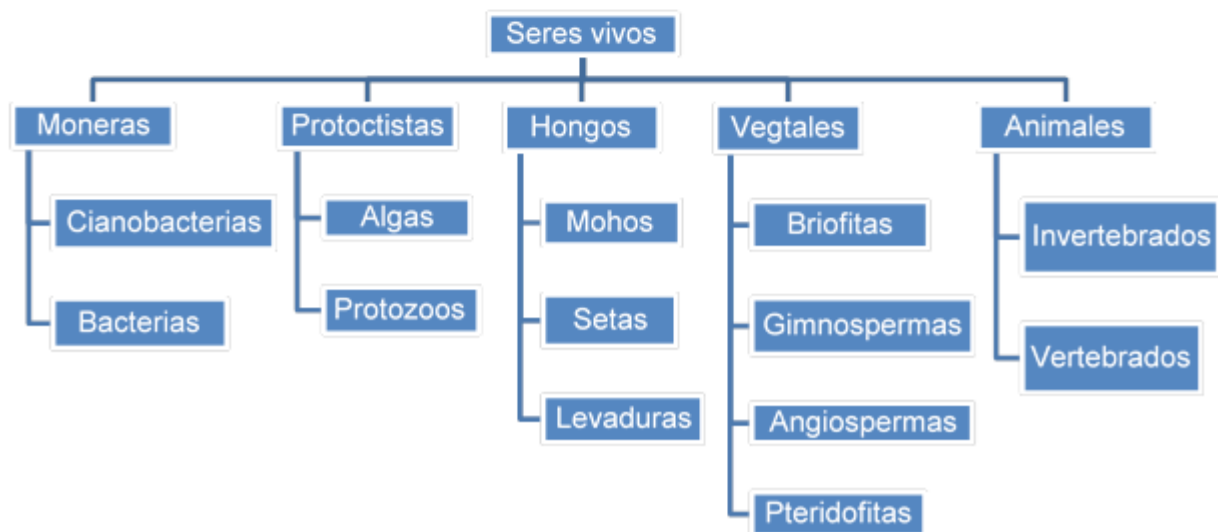 Seres vivos
Moneras
Protoctistas
Hongos
Vegtales
Animales
Cianobacterias
Bacterias
Algas
Protozoos
Mohos
Setas
Levaduras
Briofitas
Gimnospermas
Angiospermas
Pteridofitas
Invertebrados
Vertebrados